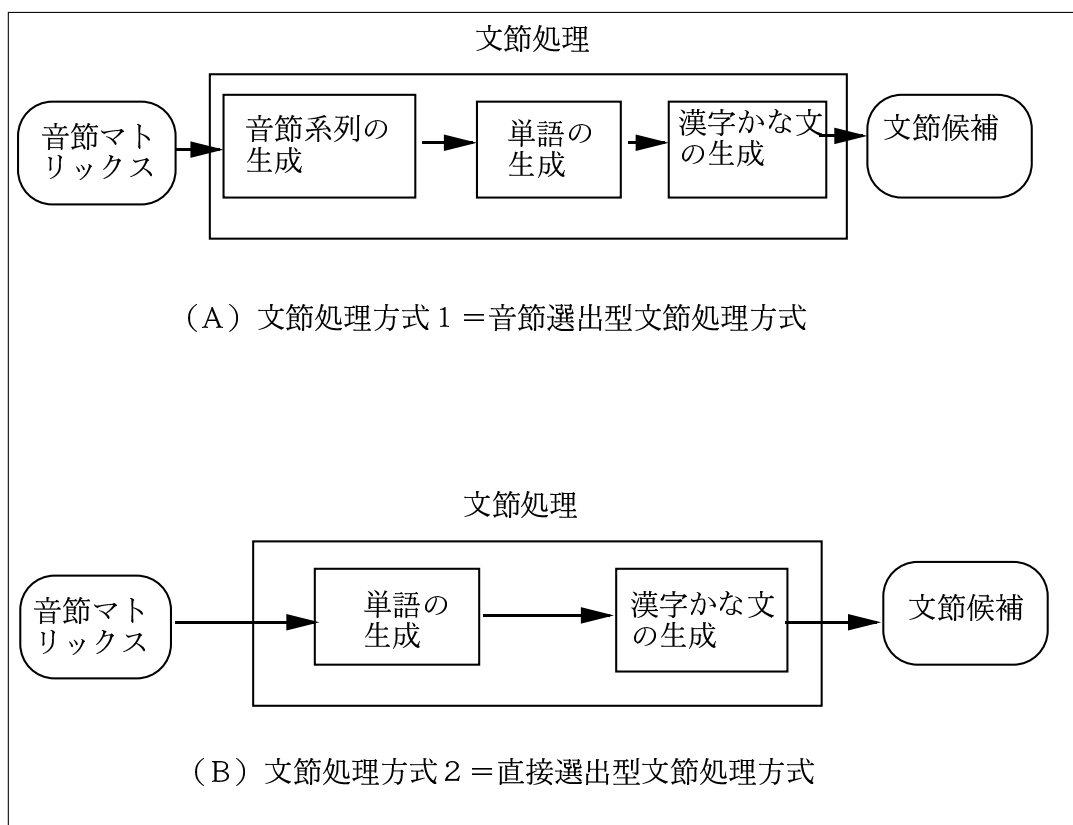 文節処理
音節マト
リックス
音節系列の
生成
単語の
生成
漢字かな文
の生成
文節候補
（Ａ）文節処理方式１＝音節選出型文節処理方式
文節処理
音節マト
リックス
単語の
生成
漢字かな文
の生成
文節候補
（Ｂ）文節処理方式２＝直接選出型文節処理方式